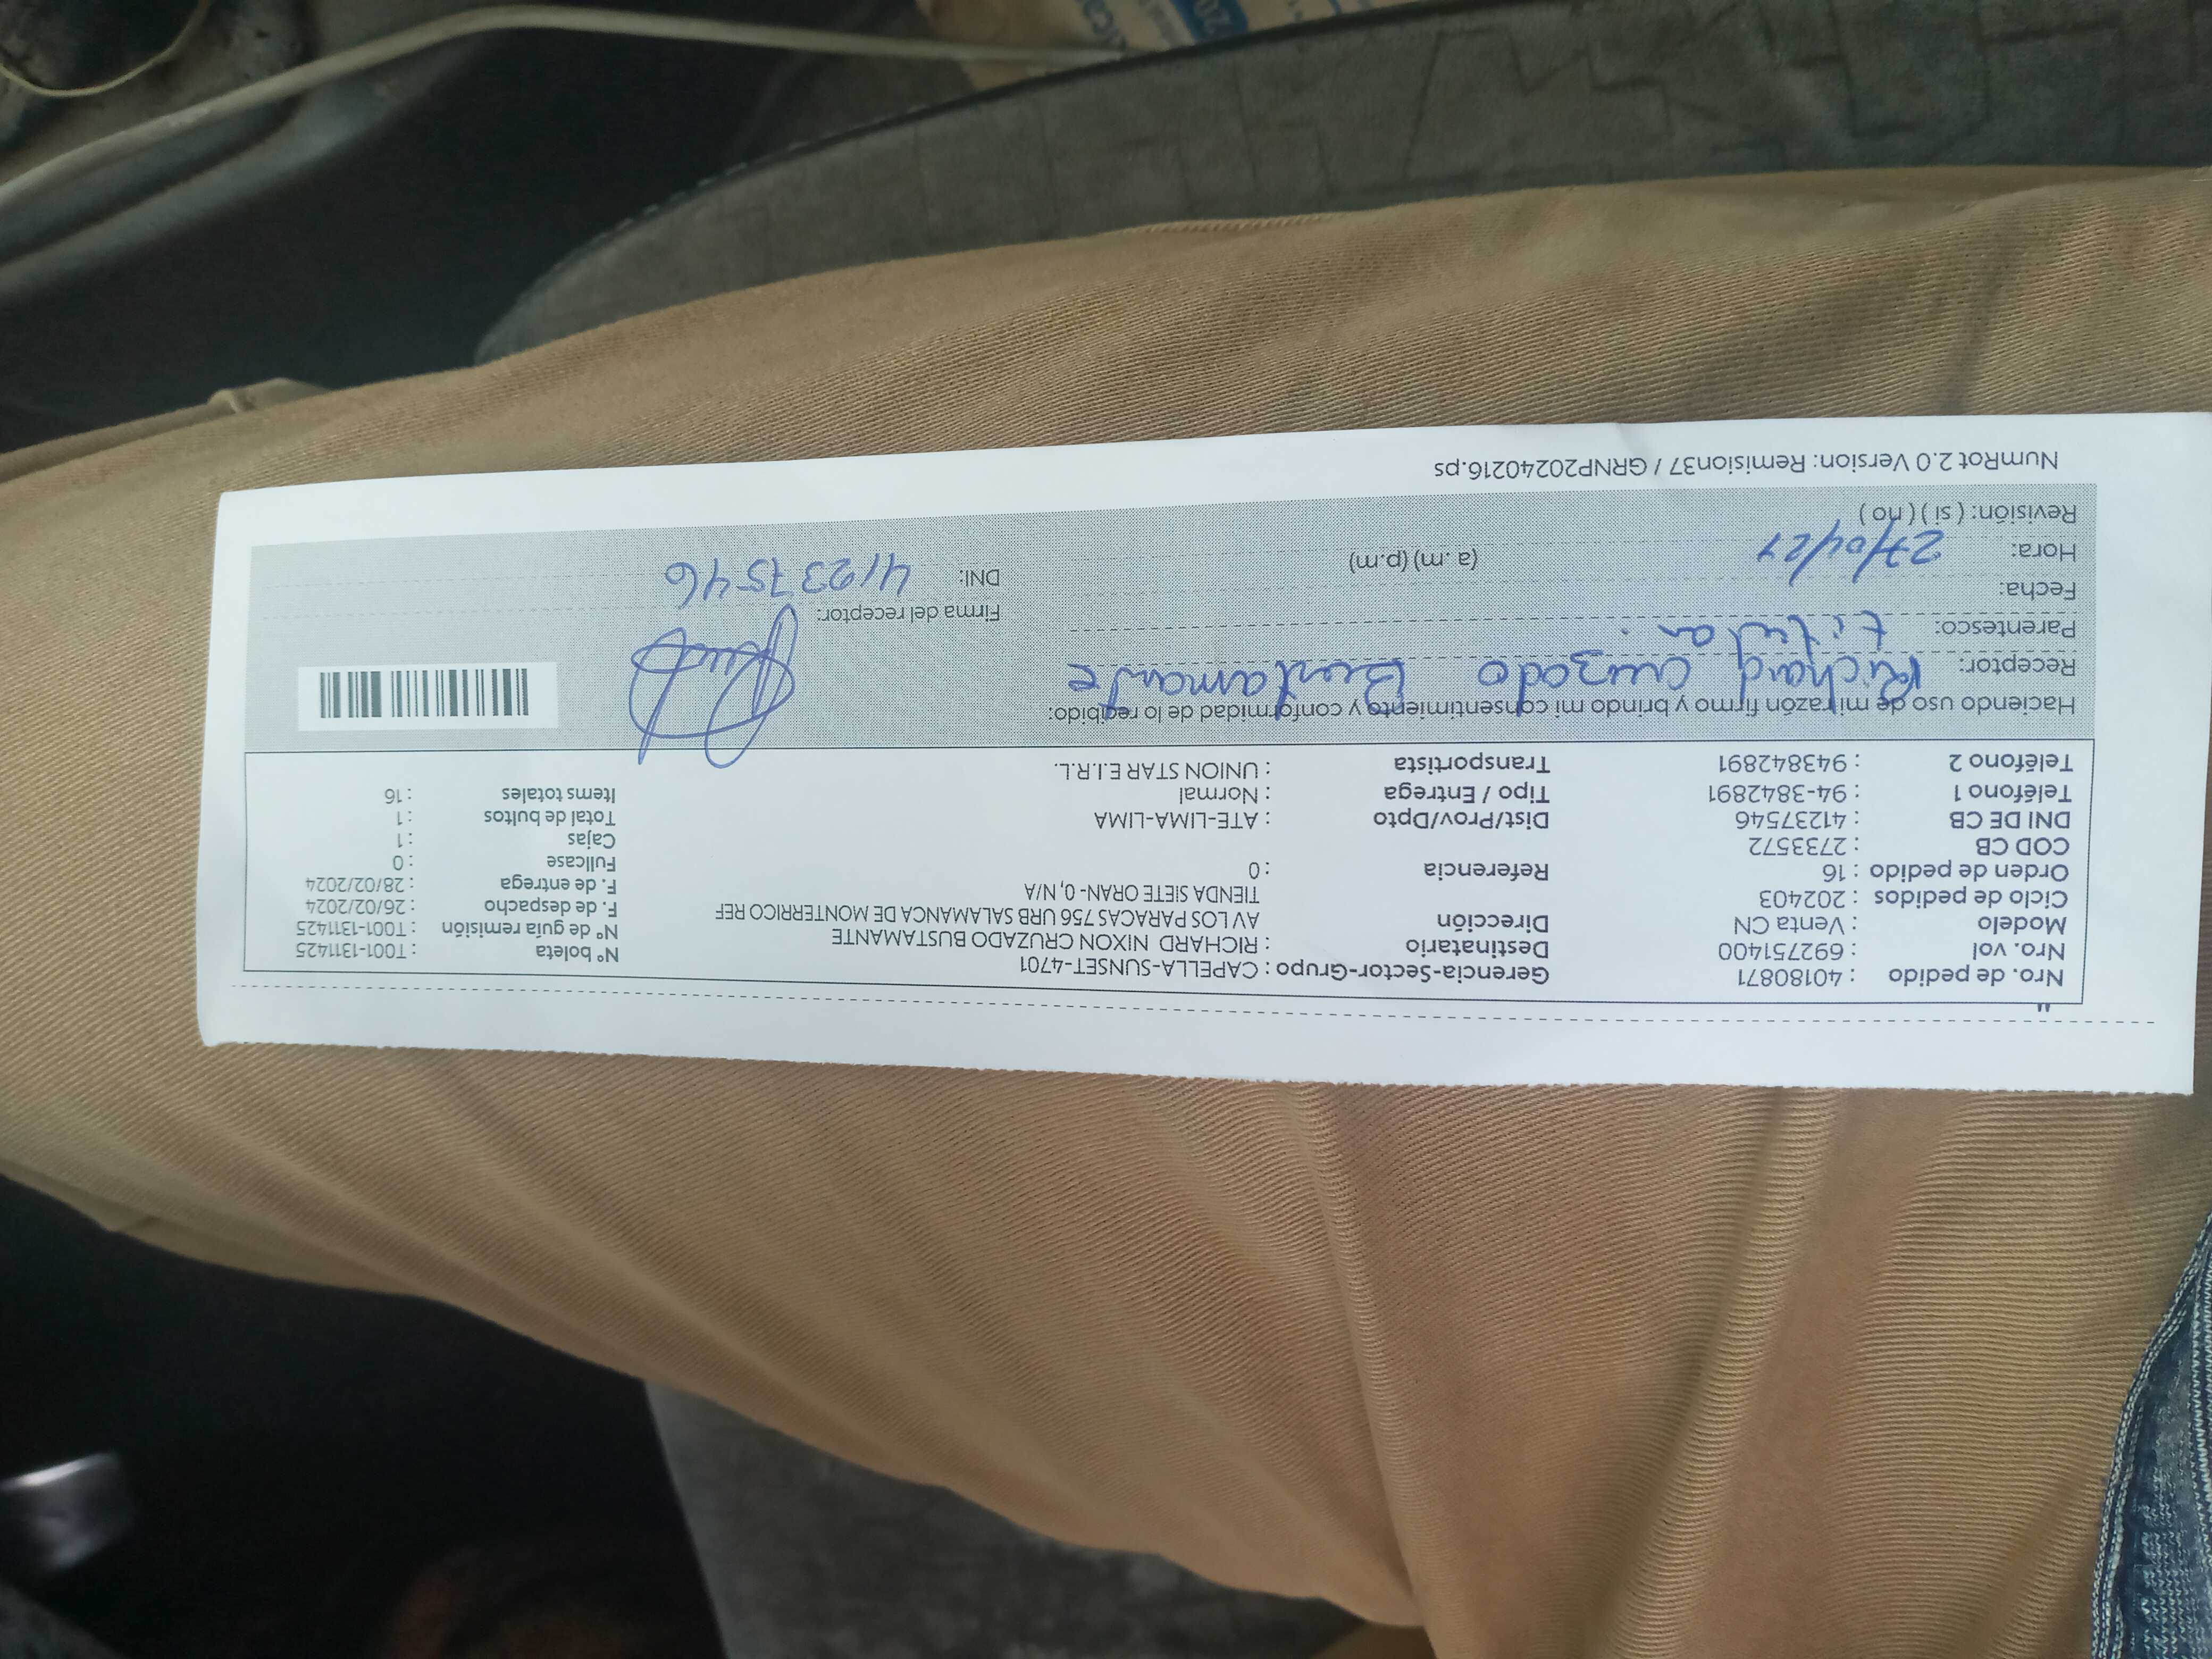 Nro. de pedido : 40180871 Gerencia-Sector-Grupo : CAPELLA-SUNSET-4701 N° boleta : T001-1311425
Nro. vol : 692751400 Destinatario : RICHARD NIXON CRUZADO BUSTAMANTE N° de guía remisión : T001-1311425
Modelo : Venta CN Dirección AV LOS PARACAS 756 URB SALAMANCA DE MONTERRICO REF F. de despacho : 26/02/2024
Ciclo de pedidos : 202403 TIENDA SIETE ORAN- 0, N/A F. de entrega : 28/02/2024
Orden de pedido : 16 Referencia : 0 Fullcase : 0
COD CB : 2733572 Cajas : 1
DNI DE CB : 41237546 Dist/Prov/Dpto : ATE-LIMA-LIMA Total de bultos : 1
Teléfono 1 : 94-3842891 Tipo / Entrega : Normal Items totales : 16
Teléfono 2 : 943842891 Transportista : UNION STAR E.I.R.L.
Haciendo uso de mi razón firmo y brindo mi consentimiento y conformidad de lo recibido:
Receptor: Richard cruzado Bustamante
Parentesco: titular. Firma del receptor:
Fecha: DNI: 41237546
Hora: 27/04/24 (a .m) (p.m)
Revisión: ( si ) ( no )
NumRot 2.0 Version: Remision37 / GRNP20240216.ps